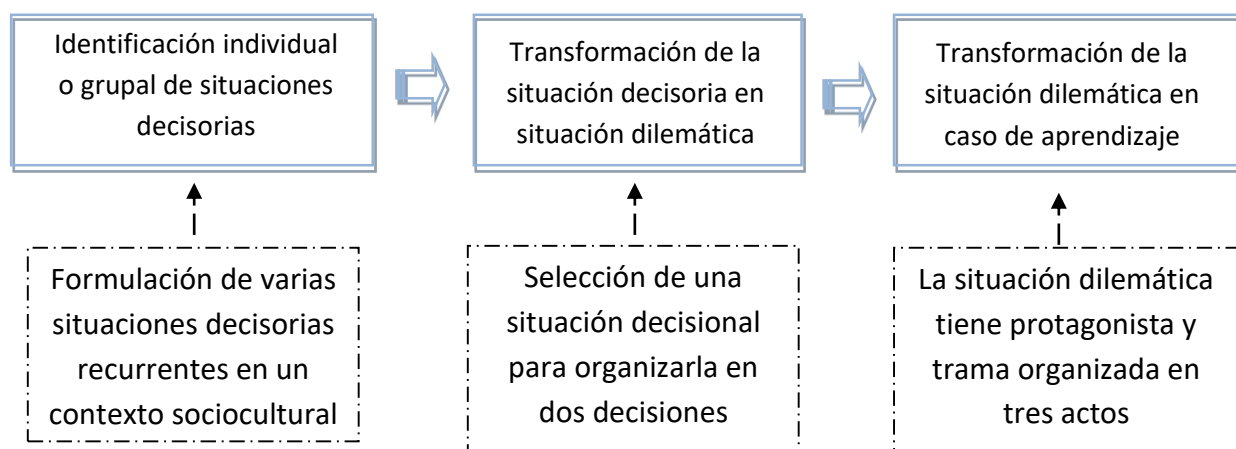 Identificación individual
o grupal de situaciones
decisorias
Transformación de la
situación decisoria en
situación dilemática
Transformación de la
situación dilemática en
caso de aprendizaje
Formulación de varias
situaciones decisorias
recurrentes en un
contexto sociocultural
Selección de una
situación decisional
para organizarla en
dos decisiones
La situación dilemática
tiene protagonista y
trama organizada en
tres actos